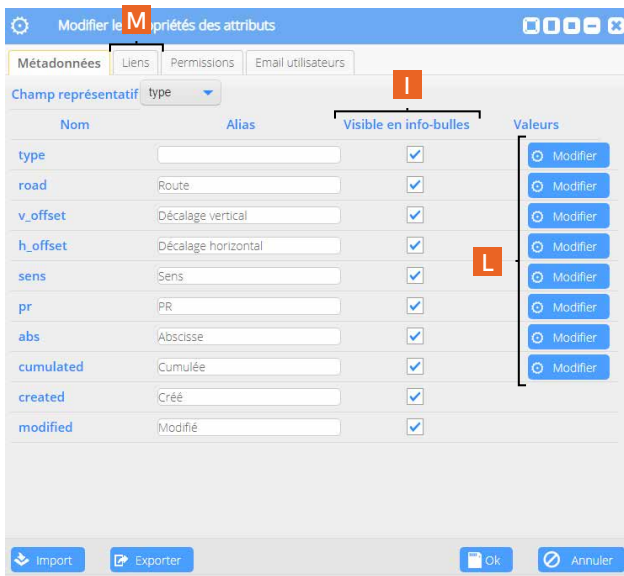 Modifier le M opriétés des attributs
Métadonnées Liens Permissions Email utilisateurs
Champ représentatif type
I
Nom Alias Visible en info-bulles Valeurs
type Modifier
road Route Modifier
v_offset Décalage vertical Modifier
h_offset Décalage horizontal Modifier
L
sens Sens Modifier
pr PR Modifier
abs Abscisse Modifier
cumulated Cumulée Modifier
created Créé
modified Modifié
Import Exporter Ok Annuler